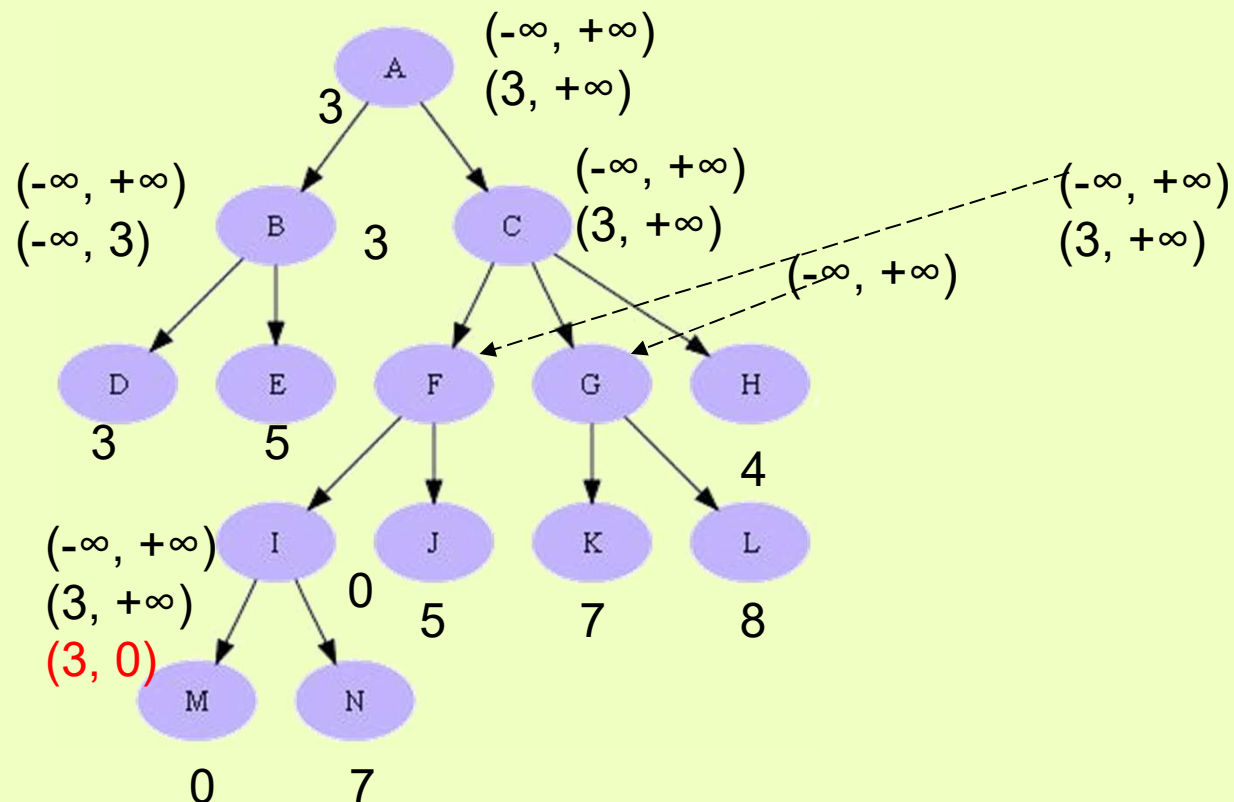 (-∞, +∞)
A
(3, +∞)
3
(-∞, +∞)
(-∞, +∞)
(-∞, +∞)
B
3
C
(-∞, 3)
(3, +∞)
(3, +∞)
(-∞, +∞)
D
E
F
G
H
3
5
4
(-∞, +∞)
I
J
K
L
(3, +∞)
0
5
7
8
(3, 0)
M
N
0
7